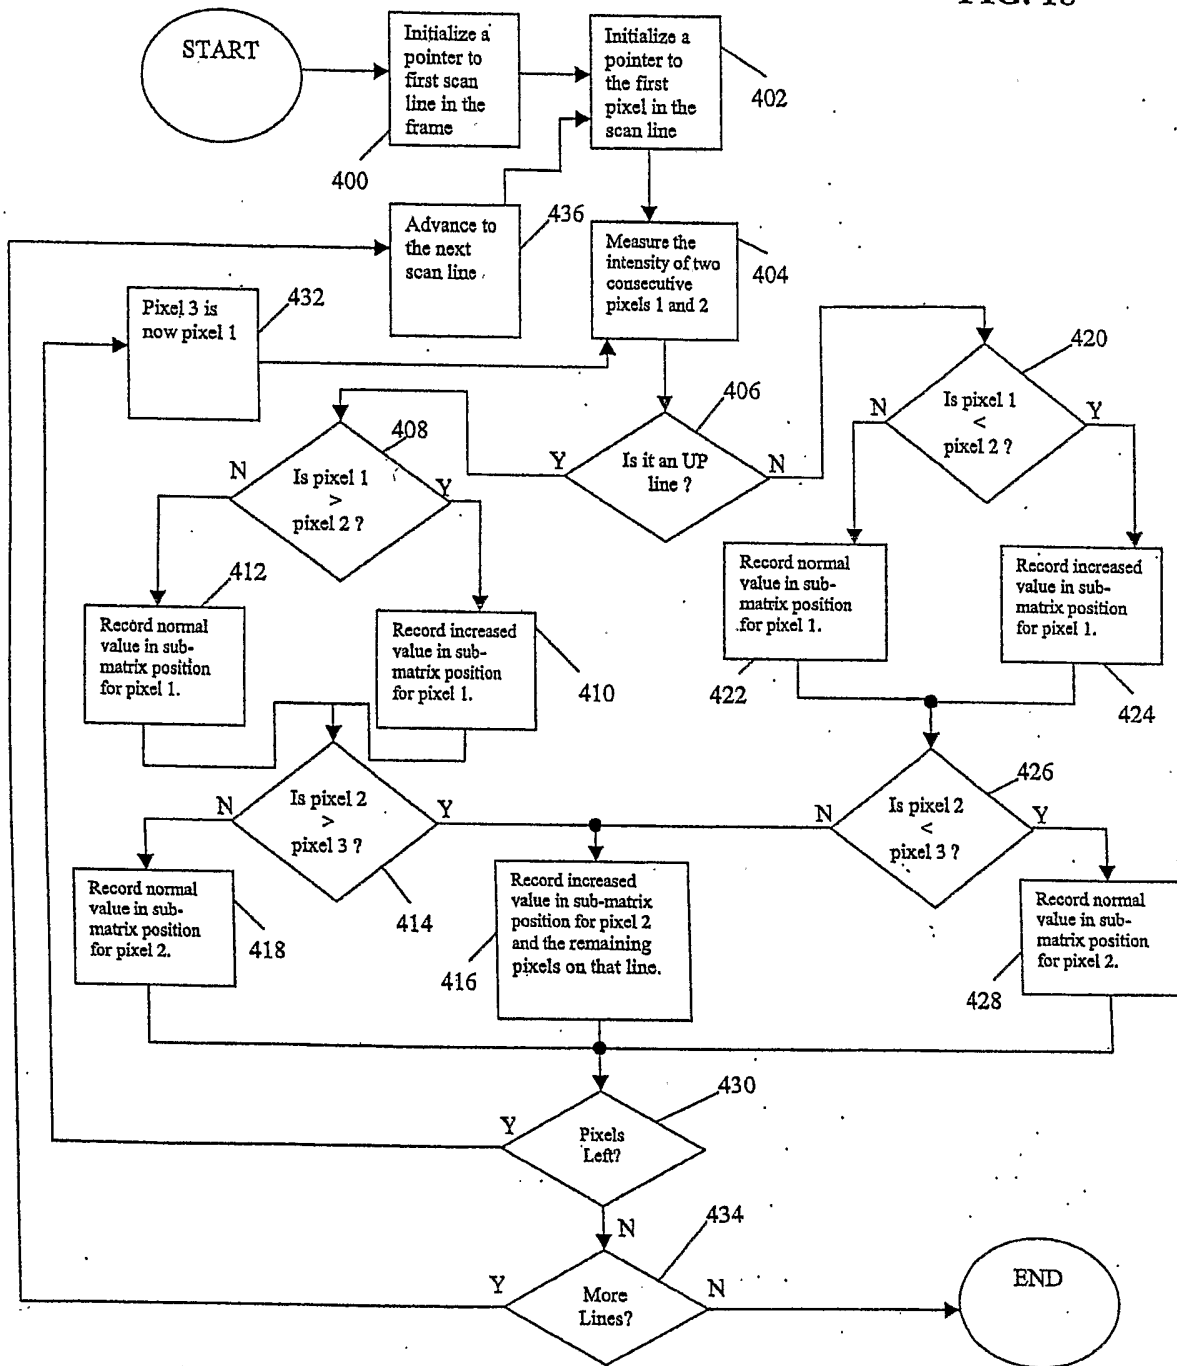 START
Initialize a
pointer to
first scan
line in the
frame
400
Initialize a
pointer to
the first
pixel in the
scan line
402
Advance to
the next
scan line
436
Measure the
intensity of two
consecutive
pixels 1 and 2
404
Pixel 3 is
now pixel 1
432
Is it an UP
line ?
406
Y
N
Is pixel 1
>
pixel 2 ?
408
N
Y
Is pixel 1
<
pixel 2 ?
420
N
Y
Record normal
value in sub-
matrix position
for pixel 1.
412
Record increased
value in sub-
matrix position
for pixel 1.
410
Record normal
value in sub-
matrix position
for pixel 1.
422
Record increased
value in sub-
matrix position
for pixel 1.
424
Is pixel 2
>
pixel 3 ?
414
N
Y
Is pixel 2
<
pixel 3 ?
426
N
Y
Record normal
value in sub-
matrix position
for pixel 2.
418
Record increased
value in sub-matrix
position for pixel 2
and the remaining
pixels on that line.
416
Record normal
value in sub-
matrix position
for pixel 2.
428
Pixels
Left?
430
Y
N
More
Lines?
434
Y
N
END